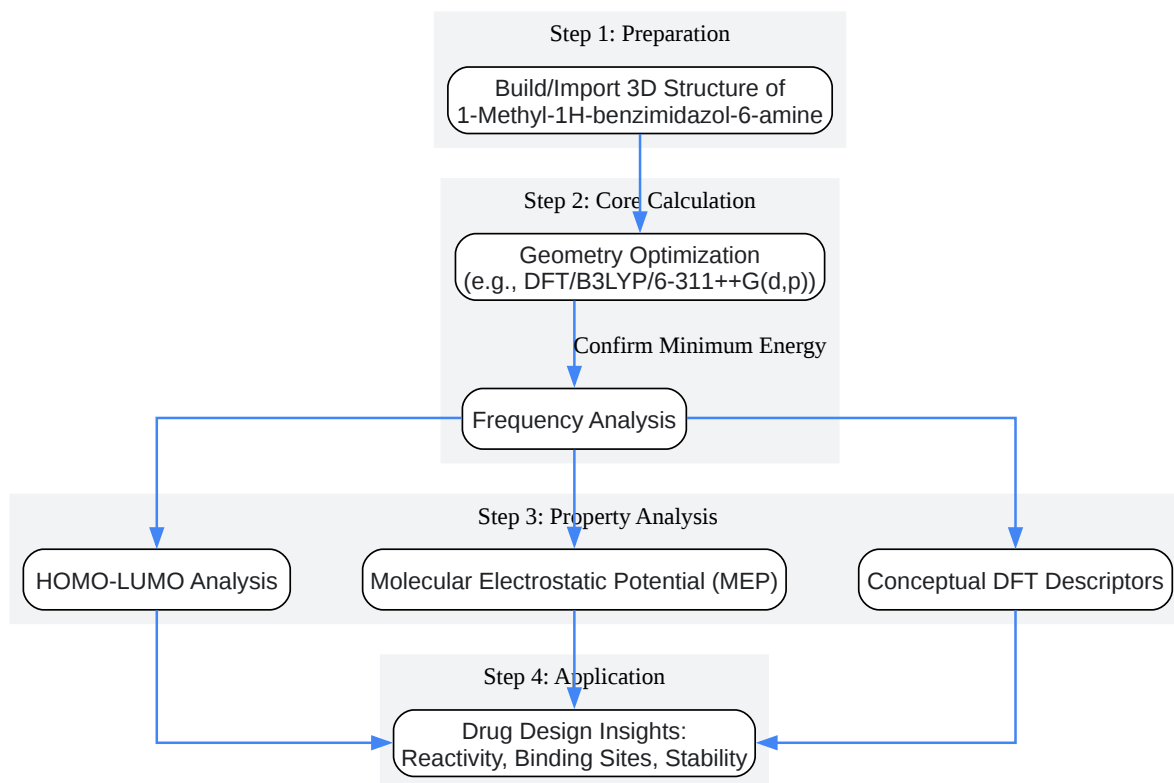 Step 1: Preparation
Build/Import 3D Structure of
1-Methyl-1H-benzimidazol-6-amine
Step 2: Core Calculation
Geometry Optimization
(e.g., DFT/B3LYP/6-311++G(d,p))
Confirm Minimum Energy
Frequency Analysis
Step 3: Property Analysis
HOMO-LUMO Analysis
Molecular Electrostatic Potential (MEP)
Conceptual DFT Descriptors
Step 4: Application
Drug Design Insights:
Reactivity, Binding Sites, Stability